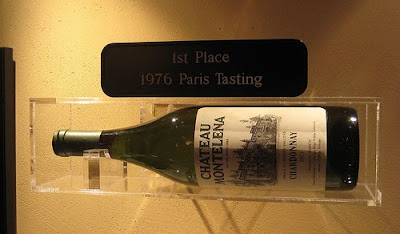 1st Place
1976 Paris Tasting
CHATEAU
MONTELENA
CHARDONNAY